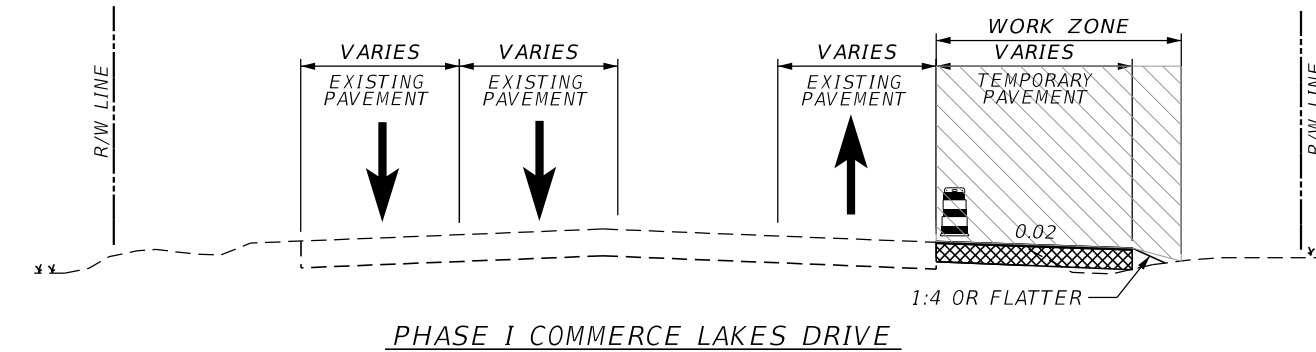 WORK ZONE
VARIES
VARIES
VARIES
VARIES
EXISTING
PAVEMENT
EXISTING
PAVEMENT
EXISTING
PAVEMENT
TEMPORARY
PAVEMENT
R/W LINE
R/W LINE
0.02
1:4 OR FLATTER
PHASE I COMMERCE LAKES DRIVE